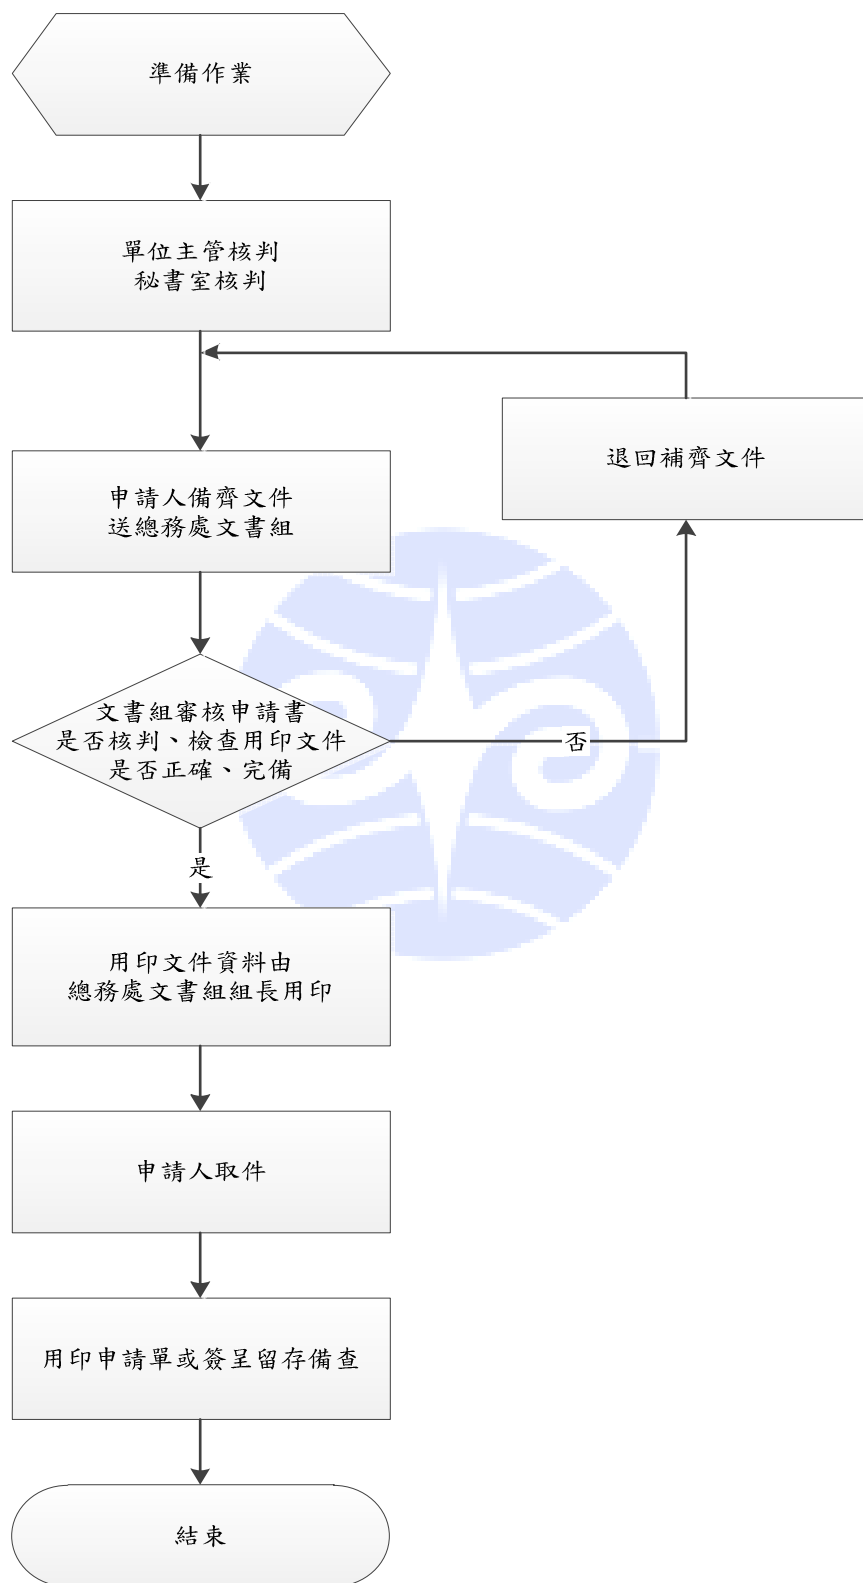 準備作業
單位主管核判
秘書室核判
申請人備齊文件
送總務處文書組
退回補齊文件
文書組審核申請書
是否核判、檢查用印文件
是否正確、完備
否
是
用印文件資料由
總務處文書組組長用印
申請人取件
用印申請單或簽呈留存備查
結束